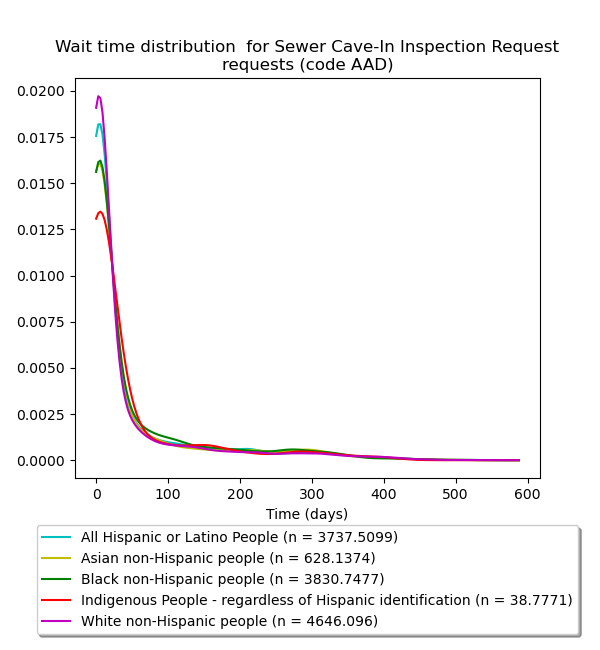 Wait time distribution  for Sewer Cave-In Inspection Request
requests (code AAD)
0.0200
0.0175
0.0150
0.0125
0.0100
0.0075
0.0050
0.0025
0.0000
0 100 200 300 400 500 600
Time (days)
All Hispanic or Latino People (n = 3737.5099)
Asian non-Hispanic people (n = 628.1374)
Black non-Hispanic people (n = 3830.7477)
Indigenous People - regardless of Hispanic identification (n = 38.7771)
White non-Hispanic people (n = 4646.096)